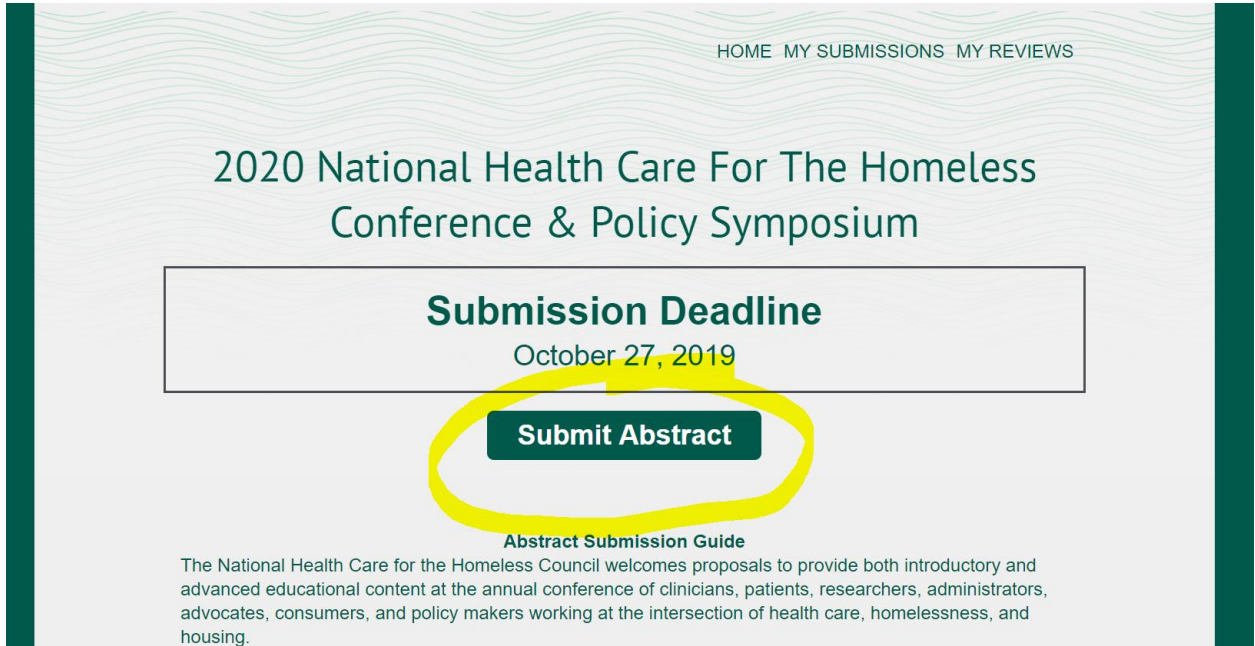 HOME MY SUBMISSIONS MY REVIEWS
2020 National Health Care For The Homeless
Conference & Policy Symposium
Submission Deadline
October 27, 2019
Submit Abstract
Abstract Submission Guide
The National Health Care for the Homeless Council welcomes proposals to provide both introductory and
advanced educational content at the annual conference of clinicians, patients, researchers, administrators,
advocates, consumers, and policy makers working at the intersection of health care, homelessness, and
housing.